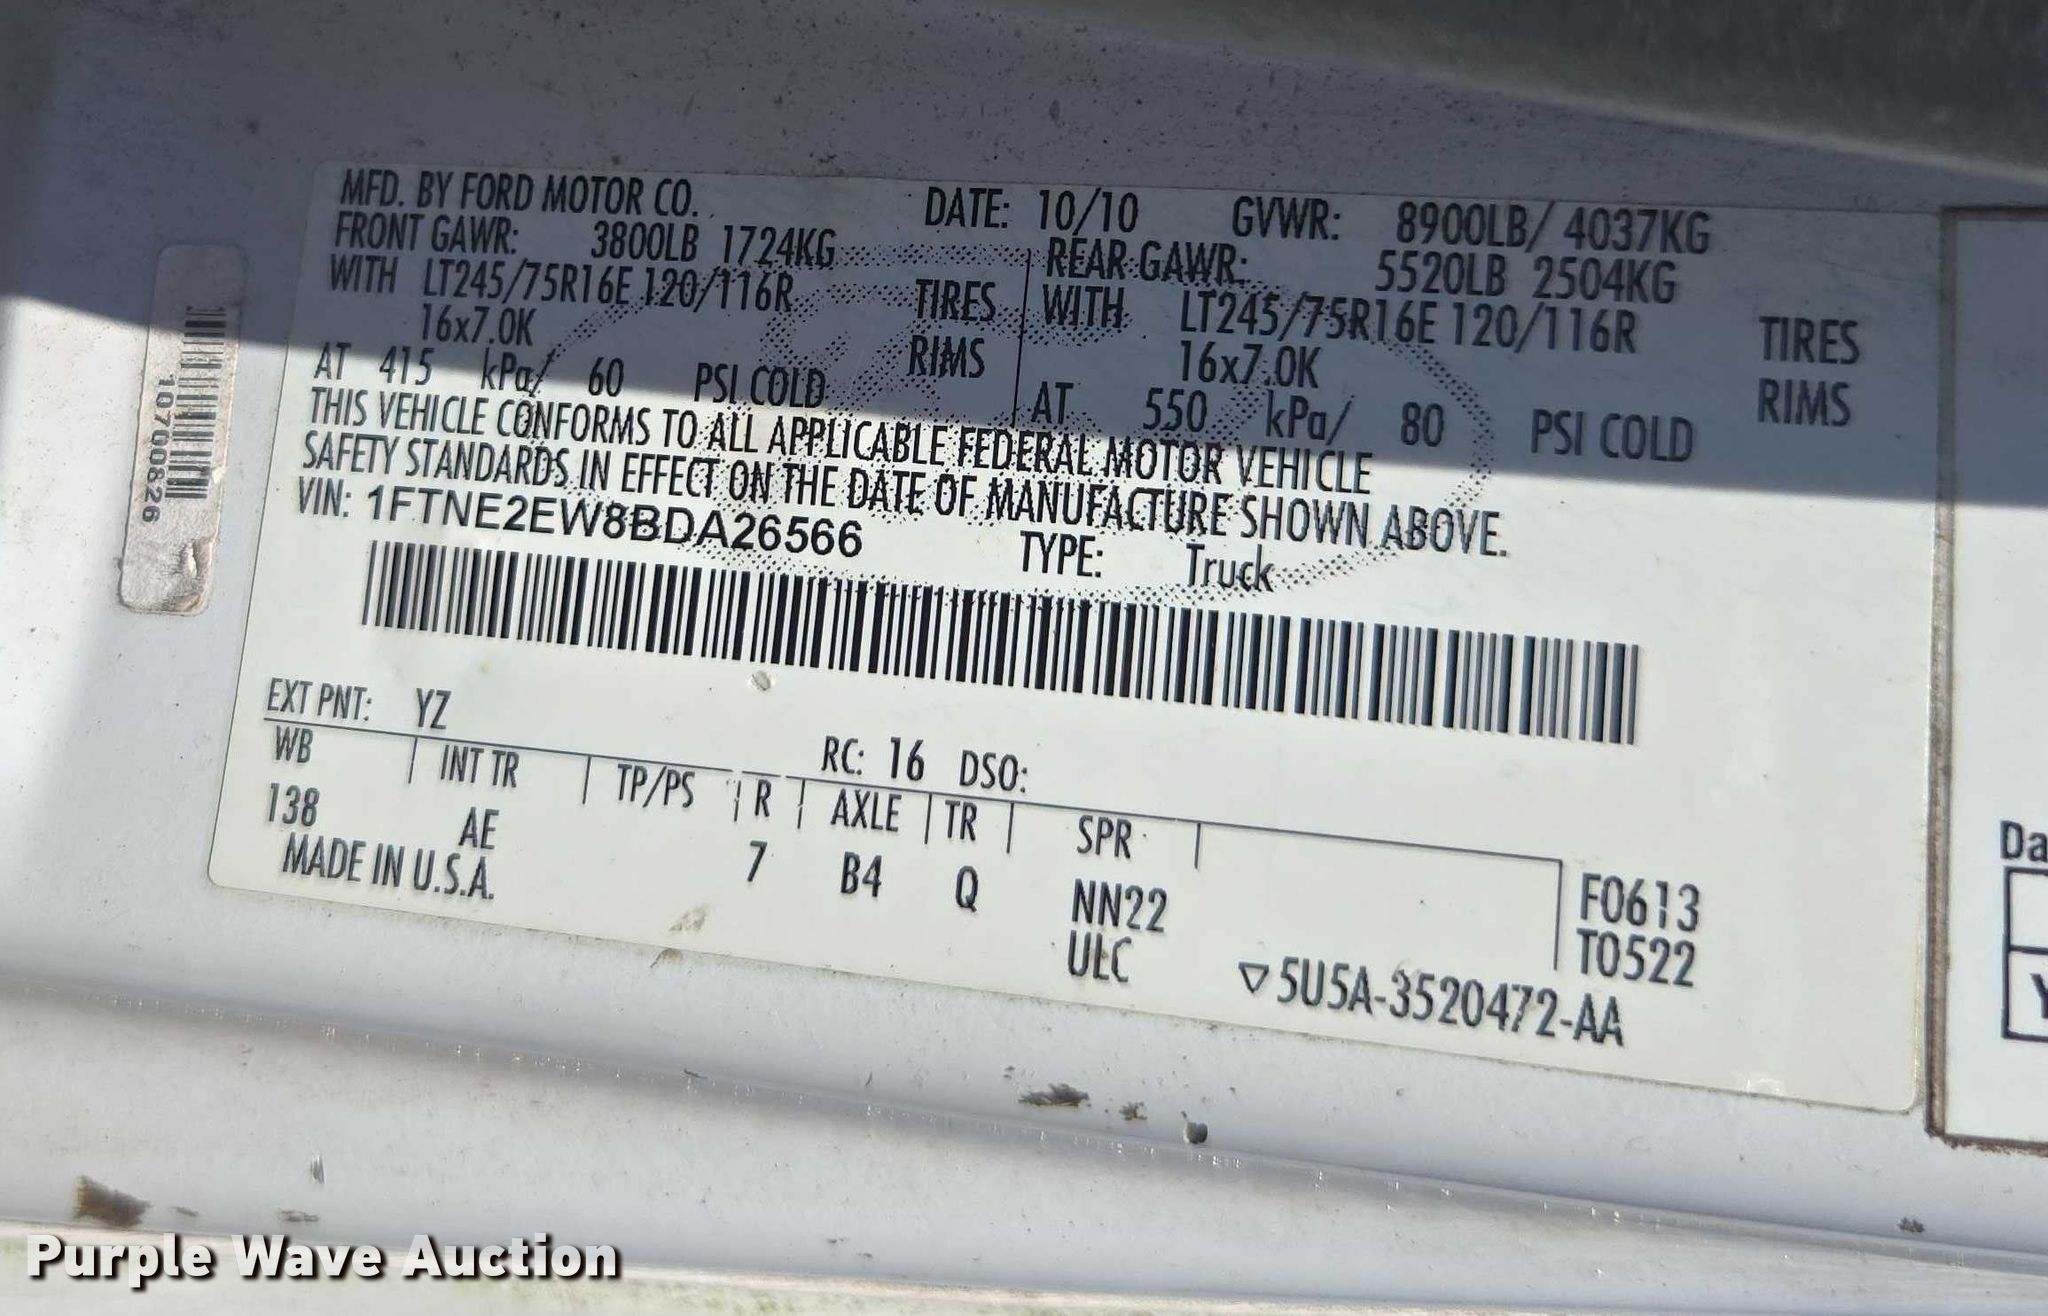 MFD. BY FORD MOTOR CO. DATE: 10/10 GVWR: 8900LB/ 4037KG
FRONT GAWR: 3800LB 1724KG REAR GAWR: 5520LB 2504KG
WITH LT245/75R16E 120/116R TIRES WITH LT245/75R16E 120/116R TIRES
16x7.0K RIMS 16x7.0K RIMS
AT 415 kPa/ 60 PSI COLD AT 550 kPa/ 80 PSI COLD
THIS VEHICLE CONFORMS TO ALL APPLICABLE FEDERAL MOTOR VEHICLE
SAFETY STANDARDS IN EFFECT ON THE DATE OF MANUFACTURE SHOWN ABOVE.
VIN: 1FTNE2EW8BDA26566 TYPE: Truck
10700826
EXT PNT: YZ RC: 16 DSO:
WB INT TR TP/PS R AXLE TR SPR
138 AE 7 B4 Q NN22 F0613
MADE IN U.S.A. ULC T0522
▽5U5A-3520472-AA
Da
Y
Purple Wave Auction